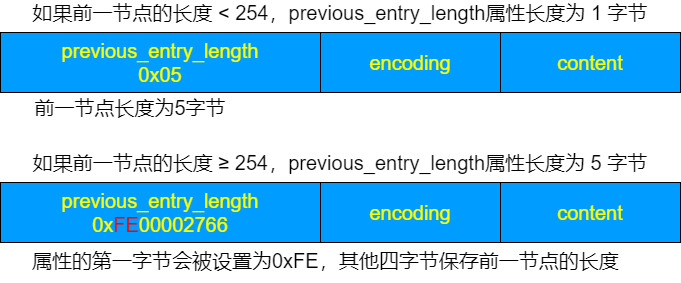 如果前一节点的长度 < 254，previous_entry_length属性长度为 1 字节
previous_entry_length encoding content
0x05
前一节点长度为5字节
如果前一节点的长度 ≥ 254，previous_entry_length属性长度为 5 字节
previous_entry_length encoding content
0xFE00002766
属性的第一字节会被设置为0xFE，其他四字节保存前一节点的长度